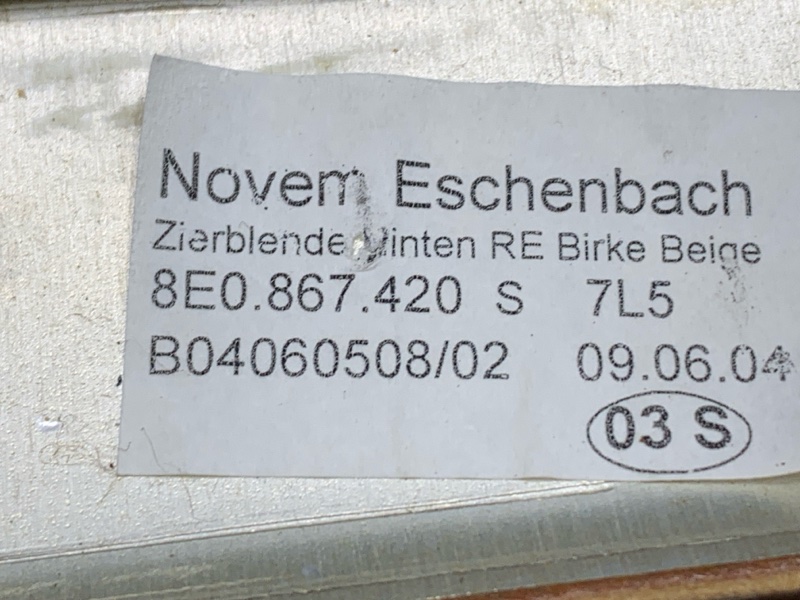 Novem Eschenbach
Zierblende hinten RE Birke Beige
8E0.867.420 S 7L5
B04060508/02 09.06.04
03 S